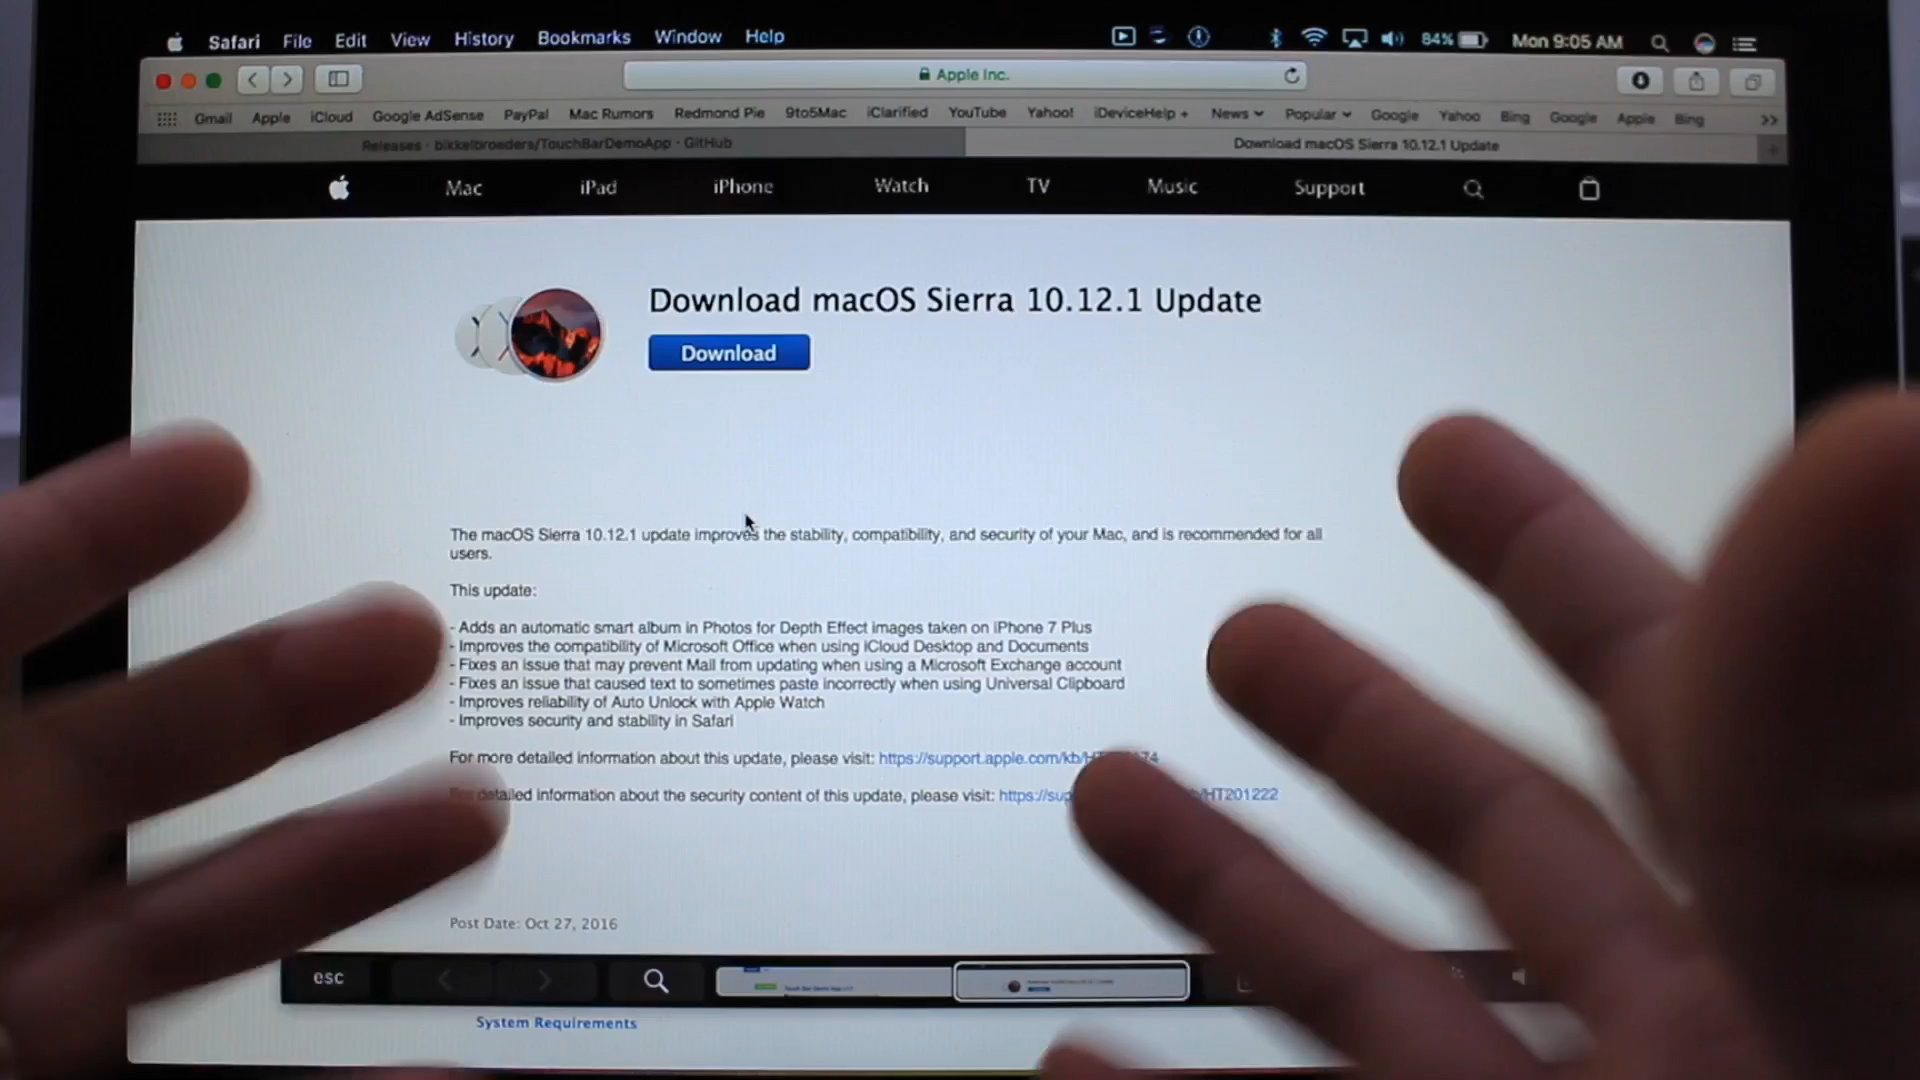 Safari File Edit View History Bookmarks Window Help 84% Mon 9:05 AM
Apple Inc.
Gmail Apple iCloud Google AdSense PayPal Mac Rumors Redmond Pie 9to5Mac iClarified YouTube Yahoo! iDeviceHelp + News Popular Google Yahoo Bing Google Apple Bing >>
Releases · bikkelbroeders/TouchBarDemoApp · GitHub Download macOS Sierra 10.12.1 Update
Mac iPad iPhone Watch TV Music Support
Download macOS Sierra 10.12.1 Update
Download
The macOS Sierra 10.12.1 update improves the stability, compatibility, and security of your Mac, and is recommended for all
users.
This update:
- Adds an automatic smart album in Photos for Depth Effect images taken on iPhone 7 Plus
- Improves the compatibility of Microsoft Office when using iCloud Desktop and Documents
- Fixes an issue that may prevent Mail from updating when using a Microsoft Exchange account
- Fixes an issue that caused text to sometimes paste incorrectly when using Universal Clipboard
- Improves reliability of Auto Unlock with Apple Watch
- Improves security and stability in Safari
For more detailed information about this update, please visit: https://support.apple.com/kb/
detailed information about the security content of this update, please visit: /HT201222
Post Date: Oct 27, 2016
esc
System Requirements